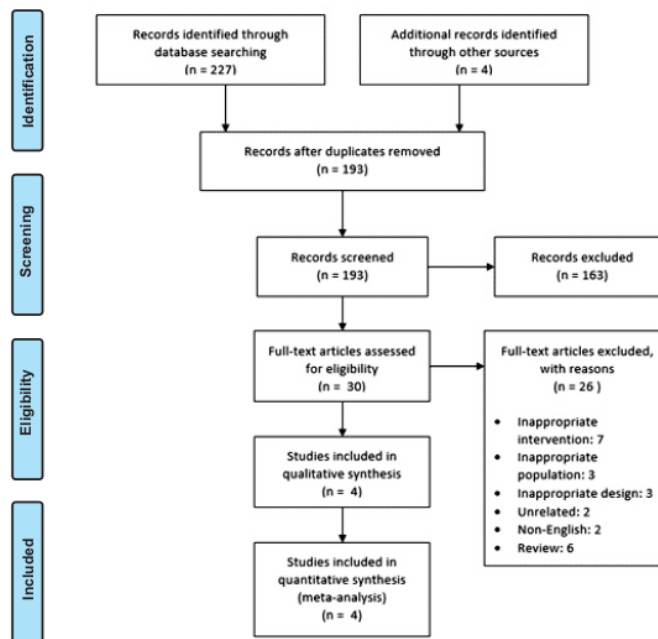 Identification
Records identified through
database searching
(n = 227)
Additional records identified
through other sources
(n = 4)
Records after duplicates removed
(n = 193)
Screening
Records screened
(n = 193)
Records excluded
(n = 163)
Eligibility
Full-text articles assessed
for eligibility
(n = 30)
Full-text articles excluded,
with reasons
(n = 26 )
• Inappropriate
intervention: 7
• Inappropriate
population: 3
• Inappropriate design: 3
• Unrelated: 2
• Non-English: 2
• Review: 6
Studies included in
qualitative synthesis
(n = 4)
Included
Studies included in
quantitative synthesis
(meta-analysis)
(n = 4)